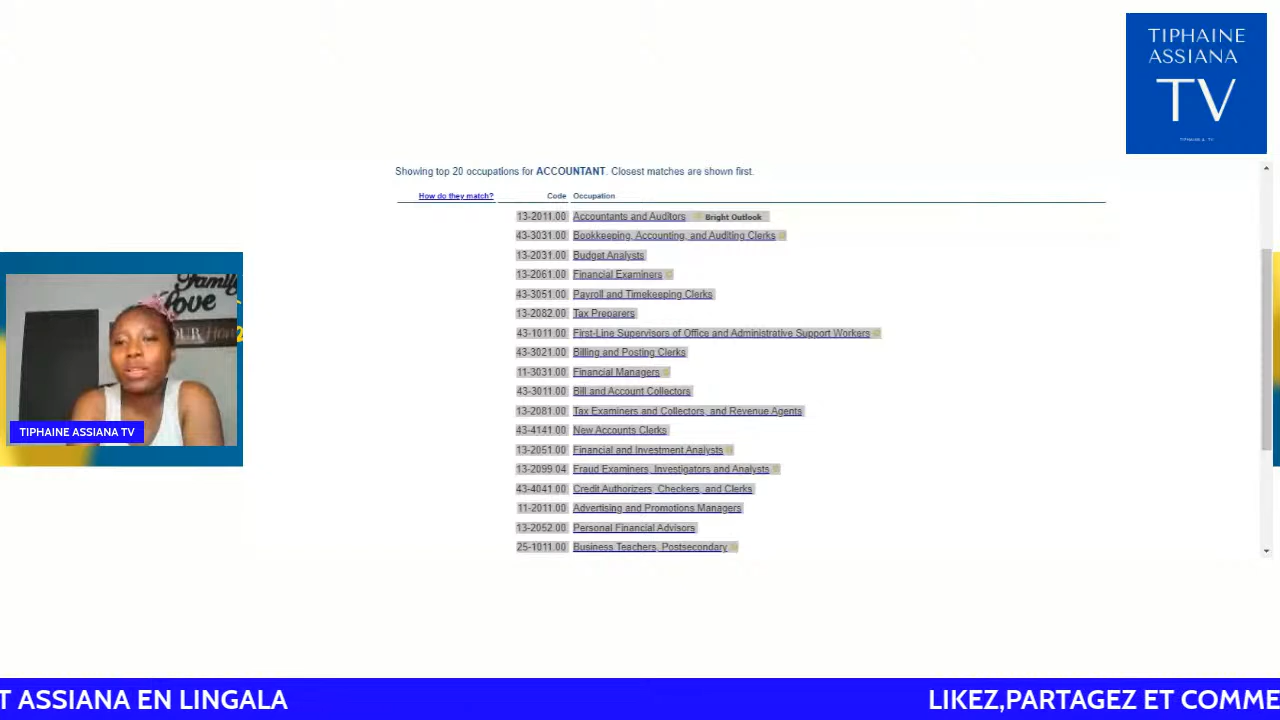 TIPHAINE
ASSIANA
TV
Showing top 20 occupations for ACCOUNTANT. Closest matches are shown first.
How do they match? Code Occupation
13-2011.00 Accountants and Auditors Bright Outlook
43-3031.00 Bookkeeping, Accounting, and Auditing Clerks
13-2031.00 Budget Analysts
13-2061.00 Financial Examiners
43-3051.00 Payroll and Timekeeping Clerks
13-2082.00 Tax Preparers
43-1011.00 First-Line Supervisors of Office and Administrative Support Workers
43-3021.00 Billing and Posting Clerks
11-3031.00 Financial Managers
43-3011.00 Bill and Account Collectors
13-2081.00 Tax Examiners and Collectors, and Revenue Agents
43-4141.00 New Accounts Clerks
13-2051.00 Financial and Investment Analysts
13-2099.04 Fraud Examiners, Investigators and Analysts
43-4041.00 Credit Authorizers, Checkers, and Clerks
11-2011.00 Advertising and Promotions Managers
13-2052.00 Personal Financial Advisors
25-1011.00 Business Teachers, Postsecondary
Family
love
TIPHAINE ASSIANA TV
T ASSIANA EN LINGALA
LIKEZ,PARTAGEZ ET COMME